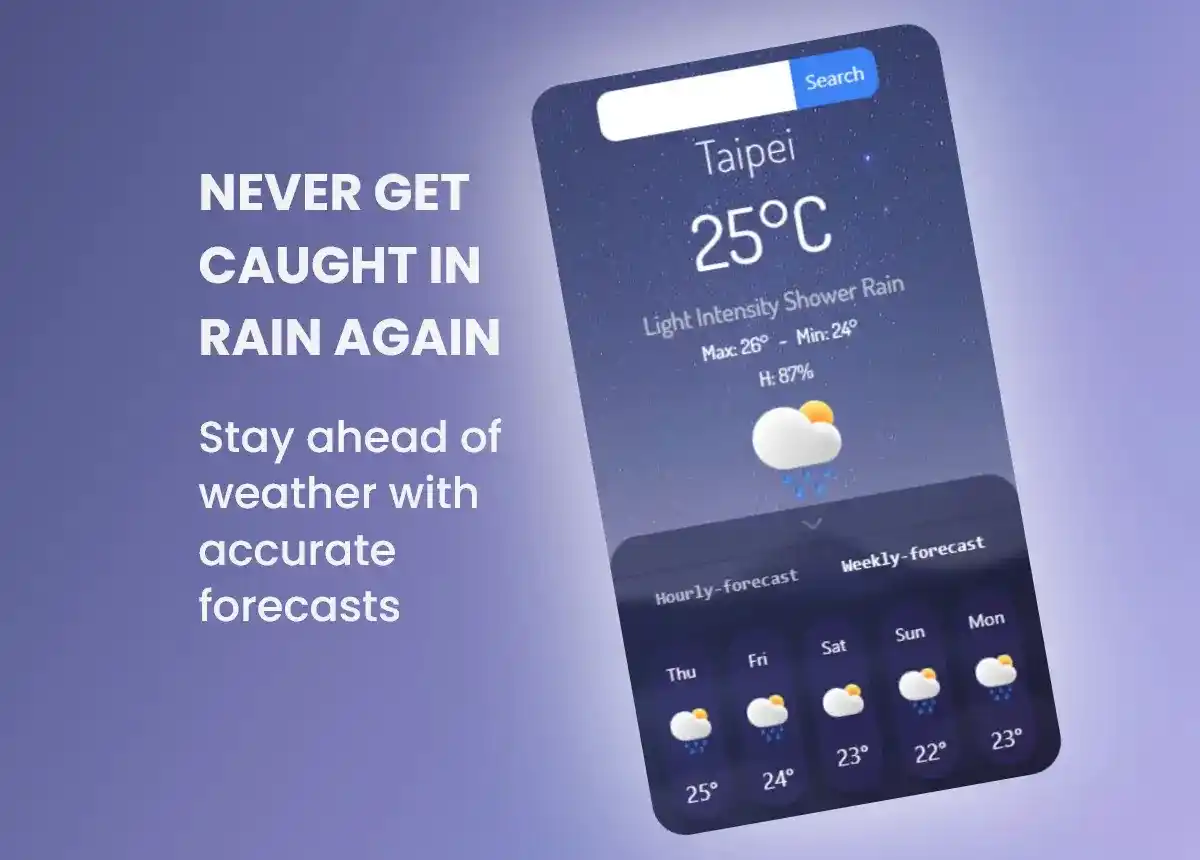 NEVER GET
CAUGHT IN
RAIN AGAIN
Stay ahead of
weather with
accurate
forecasts
Search
Taipei
25°C
Light Intensity Shower Rain
Max: 26° - Min: 24°
H: 87%
Hourly-forecast Weekly-forecast
Thu Fri Sat Sun Mon
25° 24° 23° 22° 23°